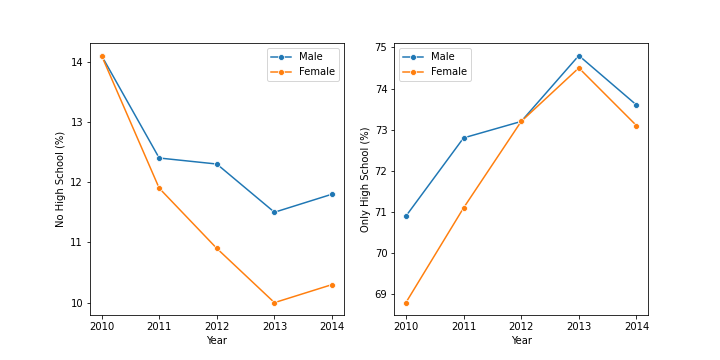 No High School (%)
14
13
12
11
10
2010 2011 2012 2013 2014
Year
Male
Female
Only High School (%)
75
74
73
72
71
70
69
2010 2011 2012 2013 2014
Year
Male
Female